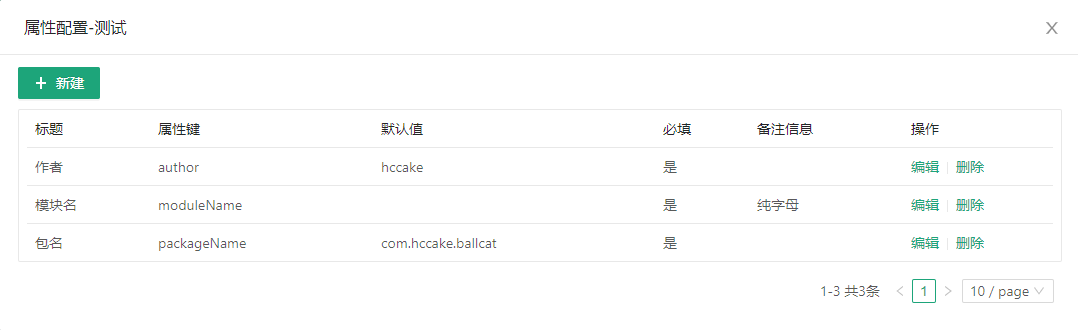 属性配置-测试
新建
标题 属性键 默认值 必填 备注信息 操作
作者 author hccake 是 编辑 删除
模块名 moduleName 是 纯字母 编辑 删除
包名 packageName com.hccake.ballcat 是 编辑 删除
1-3 共3条 < 1 > 10 / page